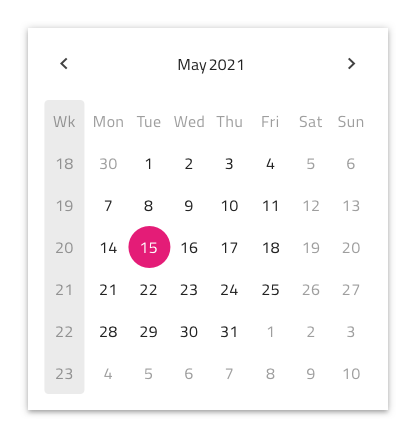 May 2021
Wk Mon Tue Wed Thu Fri Sat Sun
18 30 1 2 3 4 5 6
19 7 8 9 10 11 12 13
20 14 15 16 17 18 19 20
21 21 22 23 24 25 26 27
22 28 29 30 31 1 2 3
23 4 5 6 7 8 9 10